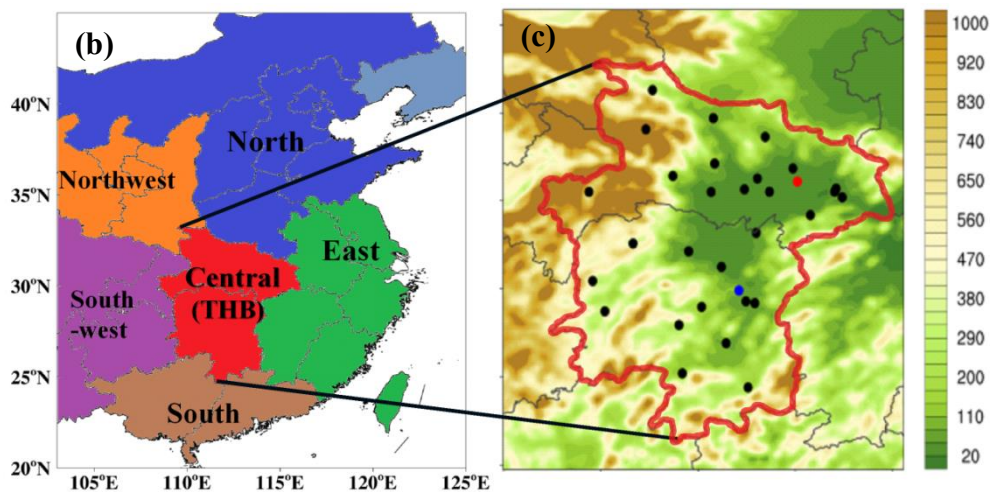 (b)
40°N
35°N
30°N
25°N
20°N
105°E
110°E
115°E
120°E
125°E
North
Northwest
East
Central
(THB)
South
-west
South
(c)
1000
920
830
740
650
560
470
380
290
200
110
20